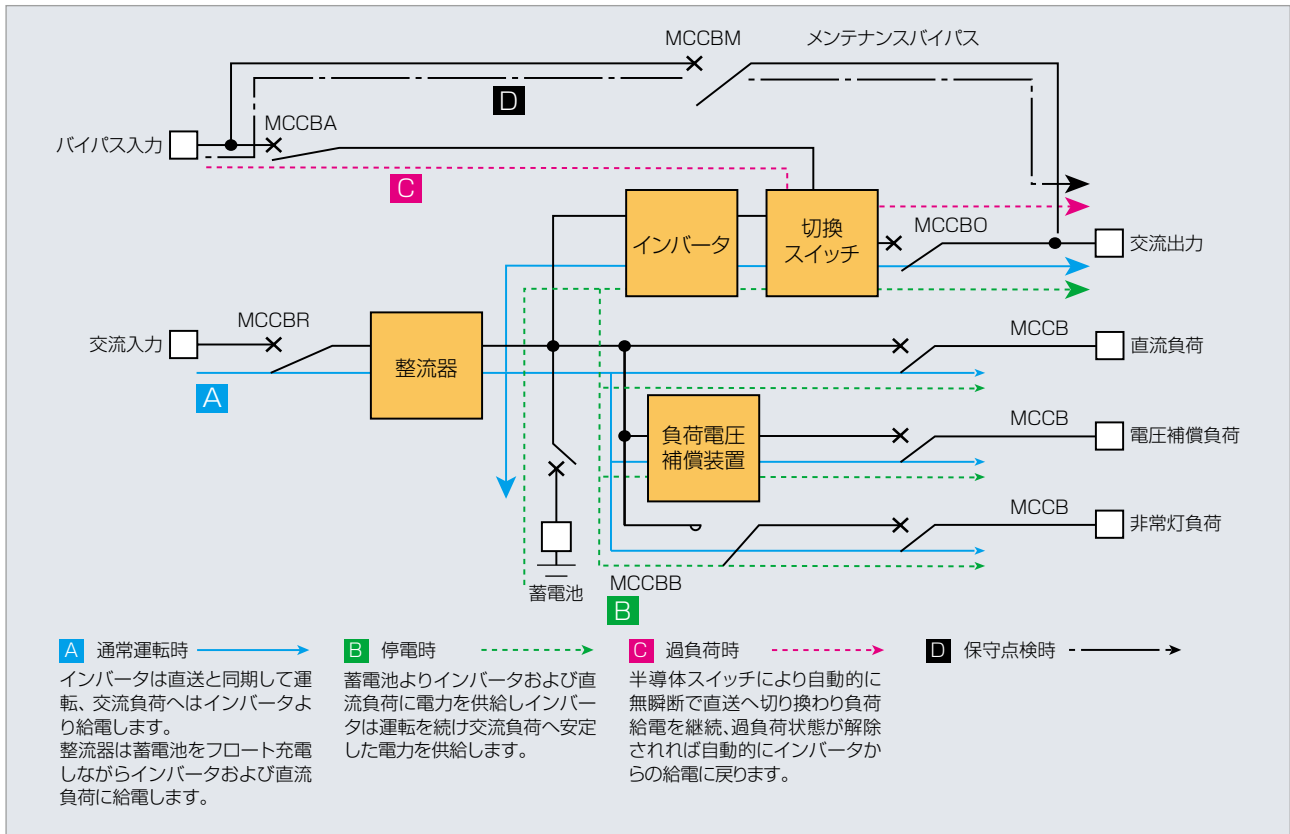 MCCBM
メンテナンスバイパス
D
MCCBA
バイパス入力
C
インバータ
切換
スイッチ
MCCBO
交流出力
MCCBR
交流入力
整流器
A
MCCB
直流負荷
負荷電圧
補償装置
MCCB
電圧補償負荷
MCCB
非常灯負荷
蓄電池
MCCBB
B
A 通常運転時
インバータは直送と同期して運
転、交流負荷へはインバータよ
り給電します。
整流器は蓄電池をフロート充電
しながらインバータおよび直流
負荷に給電します。
B 停電時
蓄電池よりインバータおよび直
流負荷に電力を供給しインバー
タは運転を続け交流負荷へ安定
した電力を供給します。
C 過負荷時
半導体スイッチにより自動的に
無瞬断で直送へ切り換わり負荷
給電を継続、過負荷状態が解除
されれば自動的にインバータか
らの給電に戻ります。
D 保守点検時